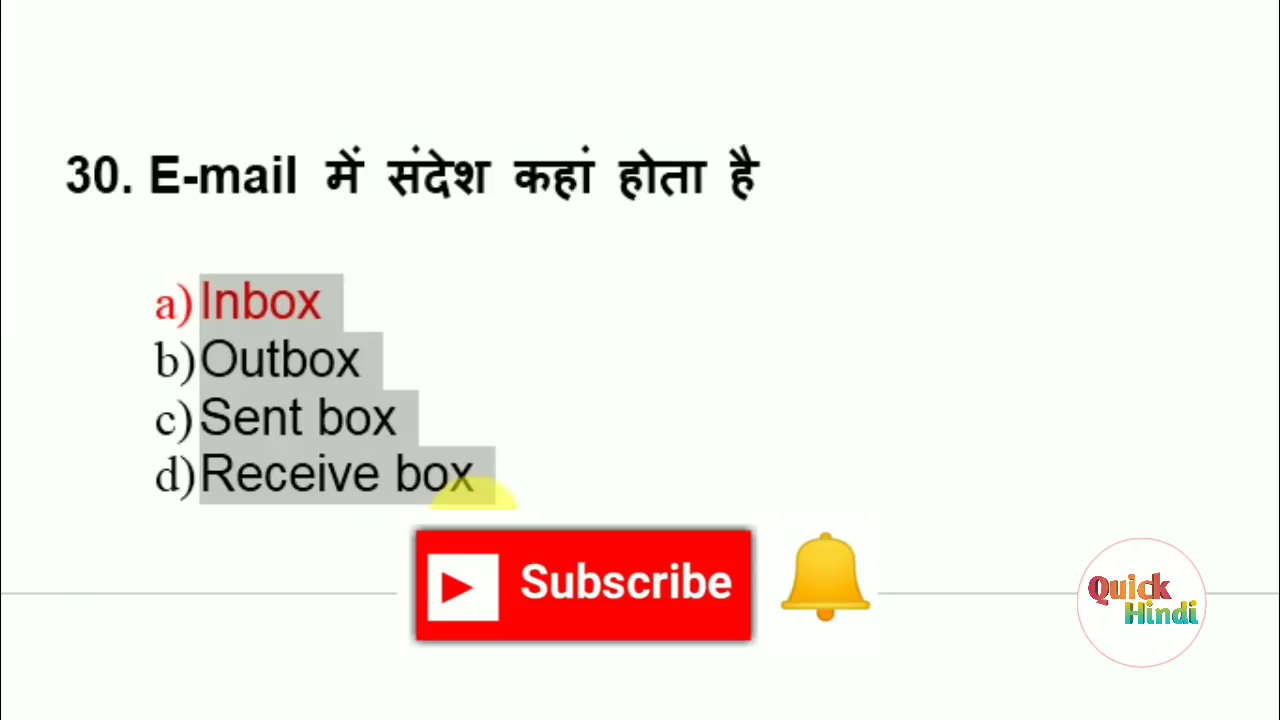 30. E-mail में संदेश कहां होता है
a) Inbox
b) Outbox
c) Sent box
d) Receive box
Subscribe
Quick
Hindi